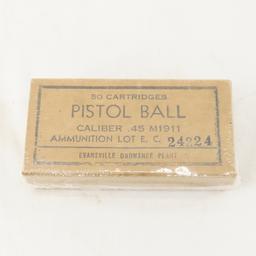 50 CARTRIDGES
PISTOL BALL
CALIBER .45 M1911
AMMUNITION LOT E. C. 24224
EVANSVILLE ORDNANCE PLANT